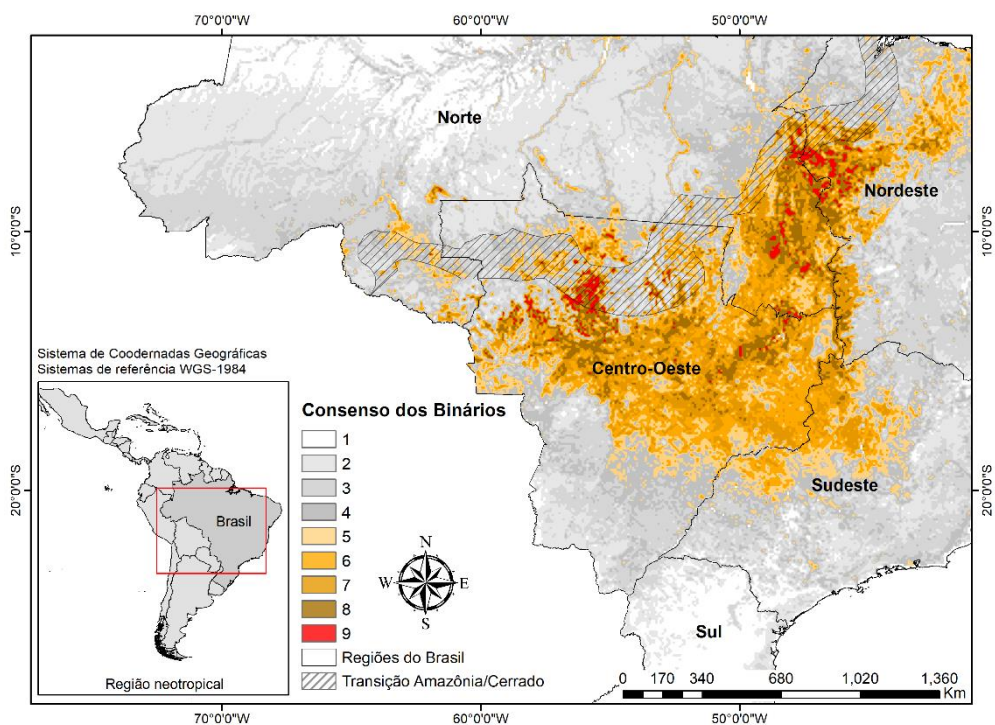 70°0'0"W 60°0'0"W 50°0'0"W
Norte
Nordeste
10°0'0"S 10°0'0"S
Sistema de Coodernadas Geográficas
Sistemas de referência WGS-1984
Centro-Oeste
Consenso dos Binários
1
2
3
4
5
6
7
8
9
Regiões do Brasil
Transição Amazônia/Cerrado
Brasil
Região neotropical
N
W E
S
20°0'0"S 20°0'0"S
Sudeste
Sul
0 170 340 680 1,020 1,360
Km
70°0'0"W 60°0'0"W 50°0'0"W